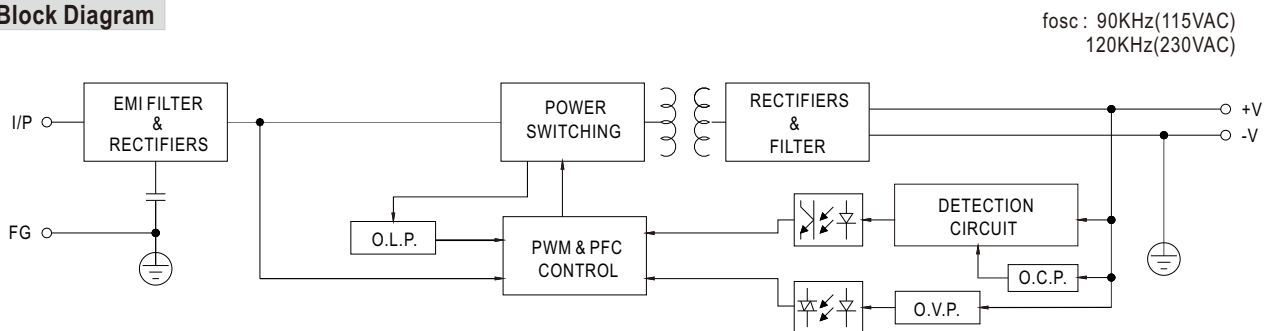 Block Diagram
fosc : 90KHz(115VAC)
120KHz(230VAC)
I/P
EMI FILTER
&
RECTIFIERS
POWER
SWITCHING
RECTIFIERS
&
FILTER
+V
-V
FG
O.L.P.
PWM & PFC
CONTROL
DETECTION
CIRCUIT
O.C.P.
O.V.P.